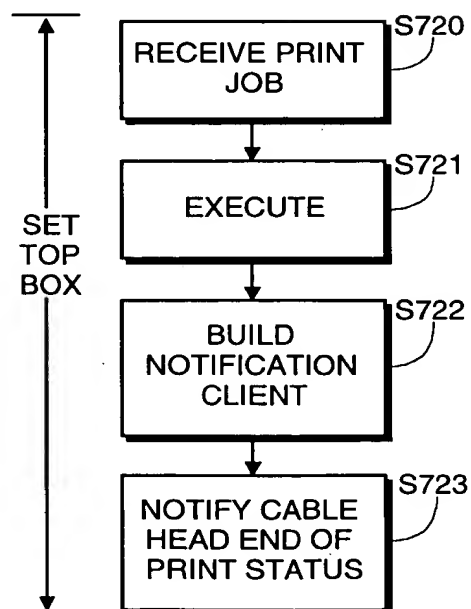 S720
RECEIVE PRINT
JOB
S721
EXECUTE
SET
TOP
BOX
S722
BUILD
NOTIFICATION
CLIENT
S723
NOTIFY CABLE
HEAD END OF
PRINT STATUS